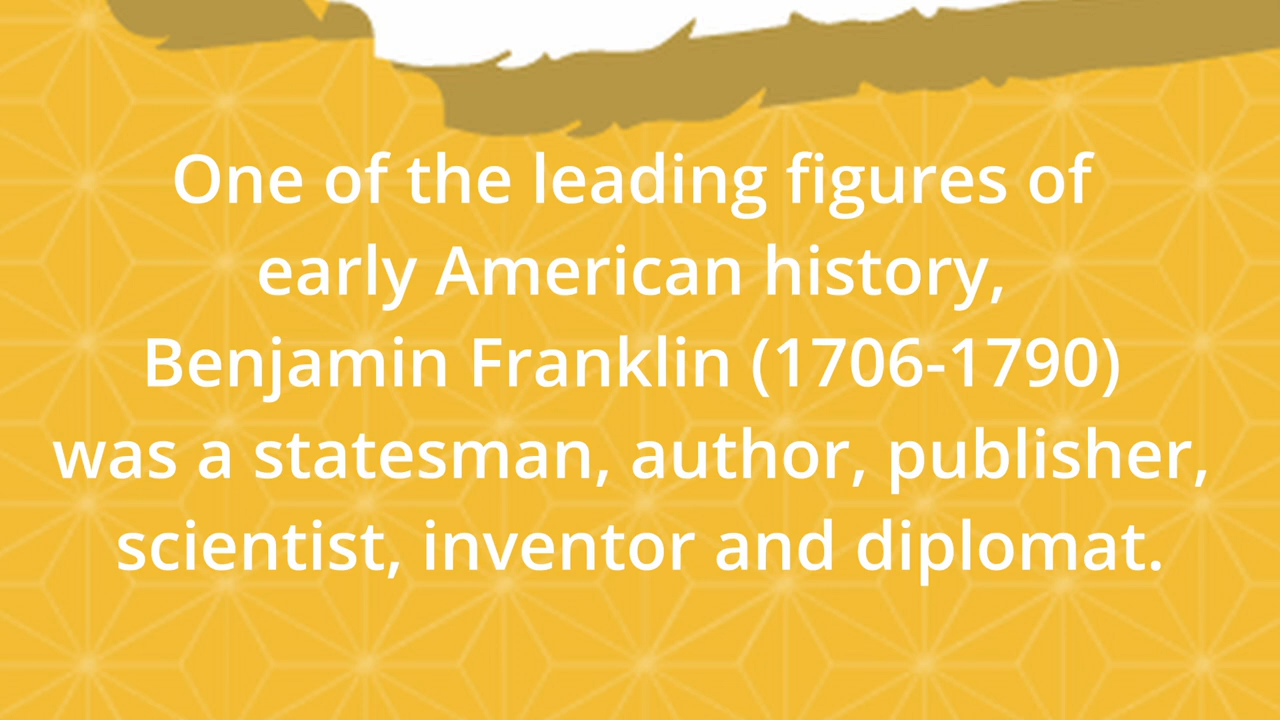 One of the leading figures of
early American history,
Benjamin Franklin (1706-1790)
was a statesman, author, publisher,
scientist, inventor and diplomat.